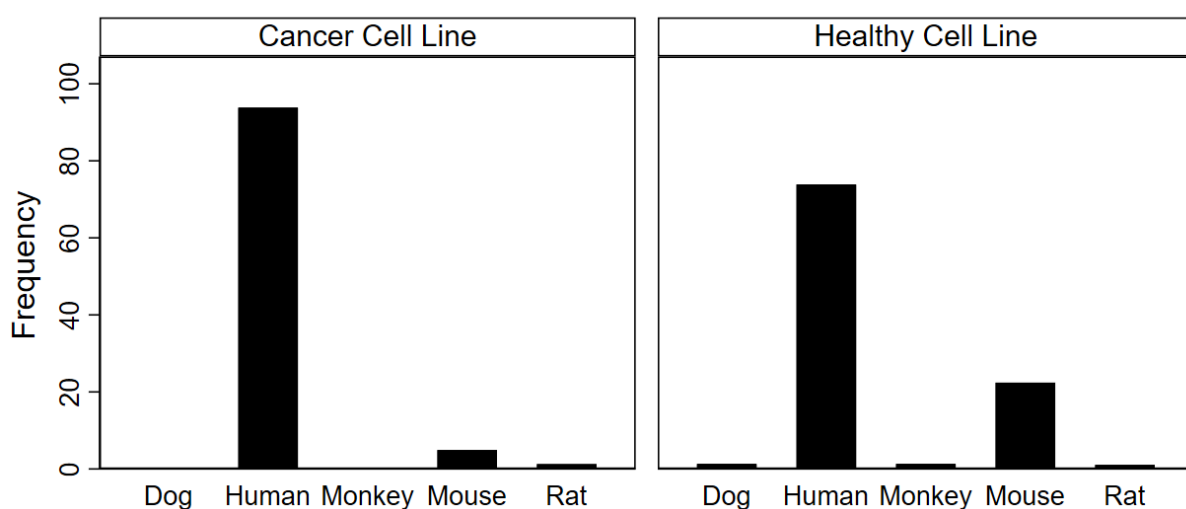 Cancer Cell Line
Healthy Cell Line
Frequency
100
80
60
40
20
0
Dog Human Monkey Mouse Rat
Dog Human Monkey Mouse Rat